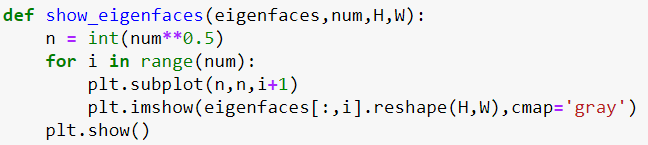 def show_eigenfaces(eigenfaces,num,H,W):
    n = int(num**0.5)
    for i in range(num):
        plt.subplot(n,n,i+1)
        plt.imshow(eigenfaces[:,i].reshape(H,W),cmap='gray')
    plt.show()